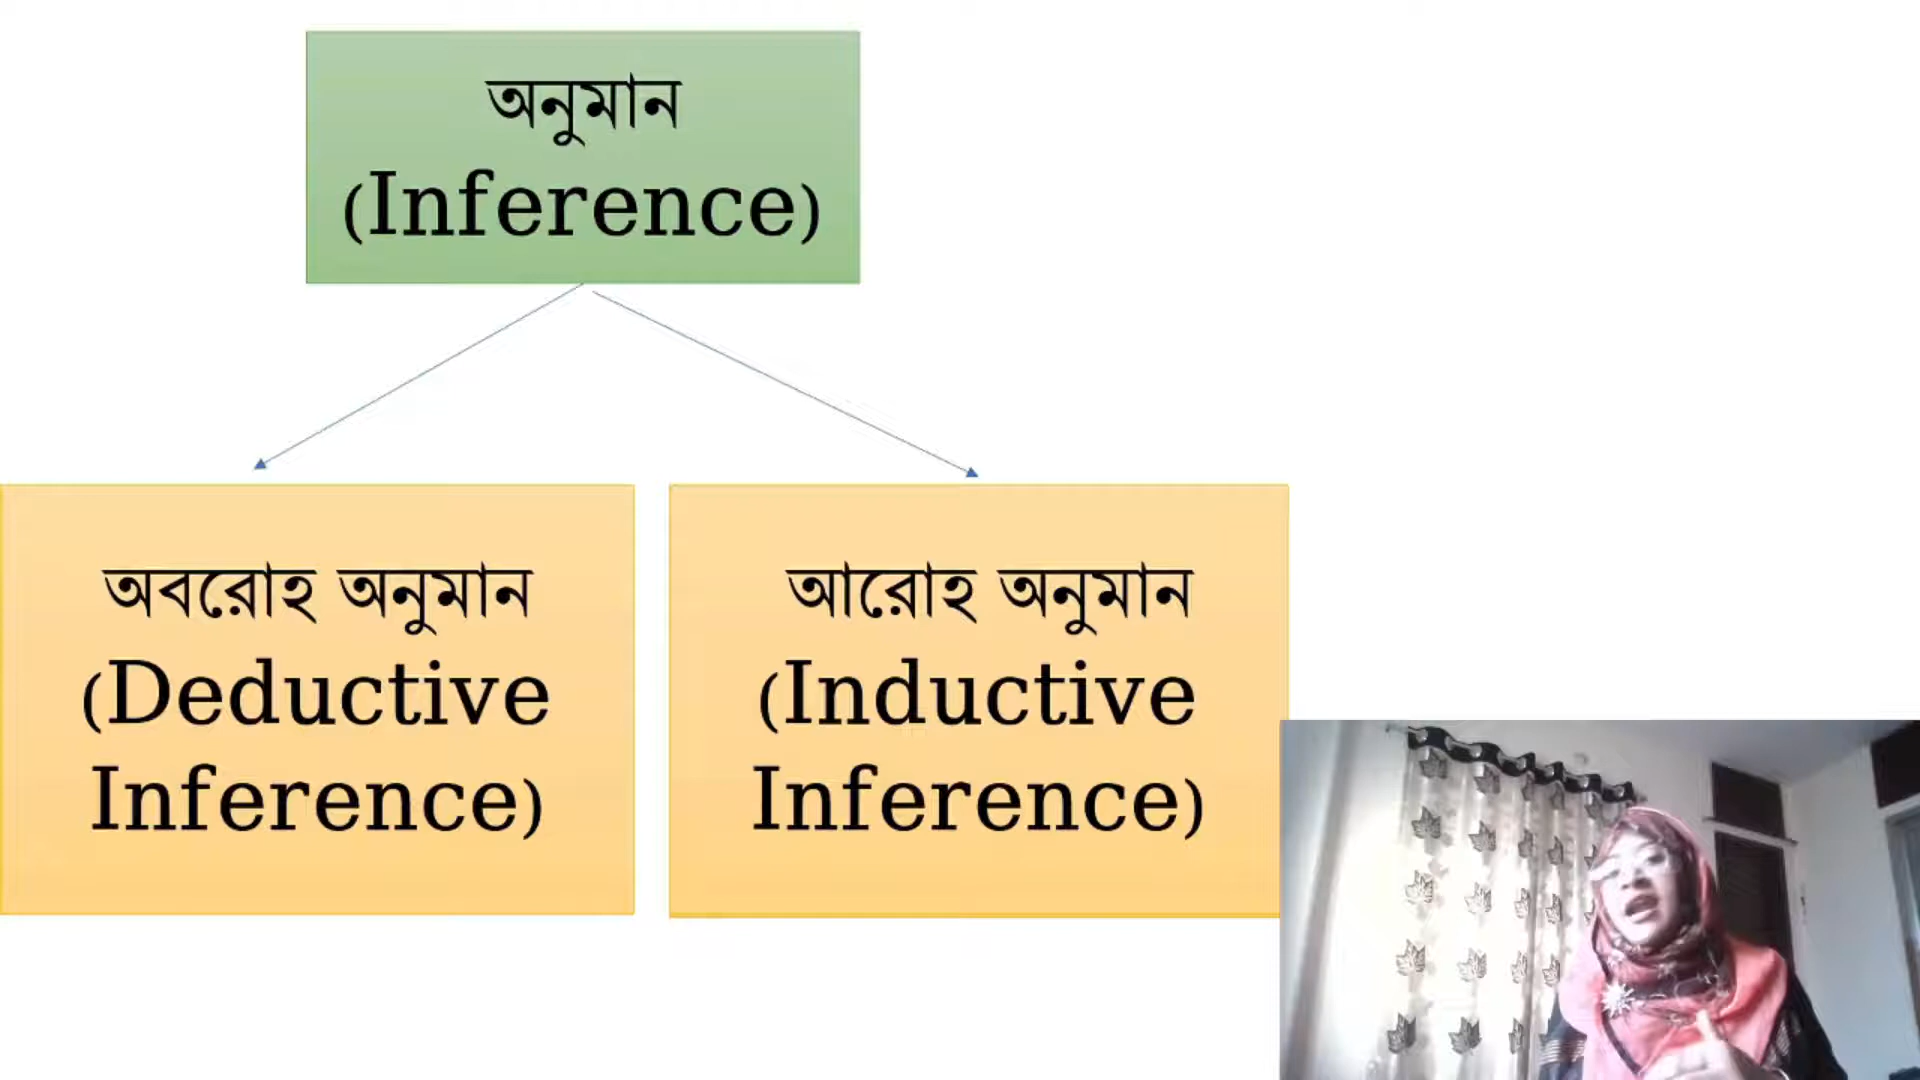 অনুমান
(Inference)
অবরোহ অনুমান
(Deductive
Inference)
আরোহ অনুমান
(Inductive
Inference)